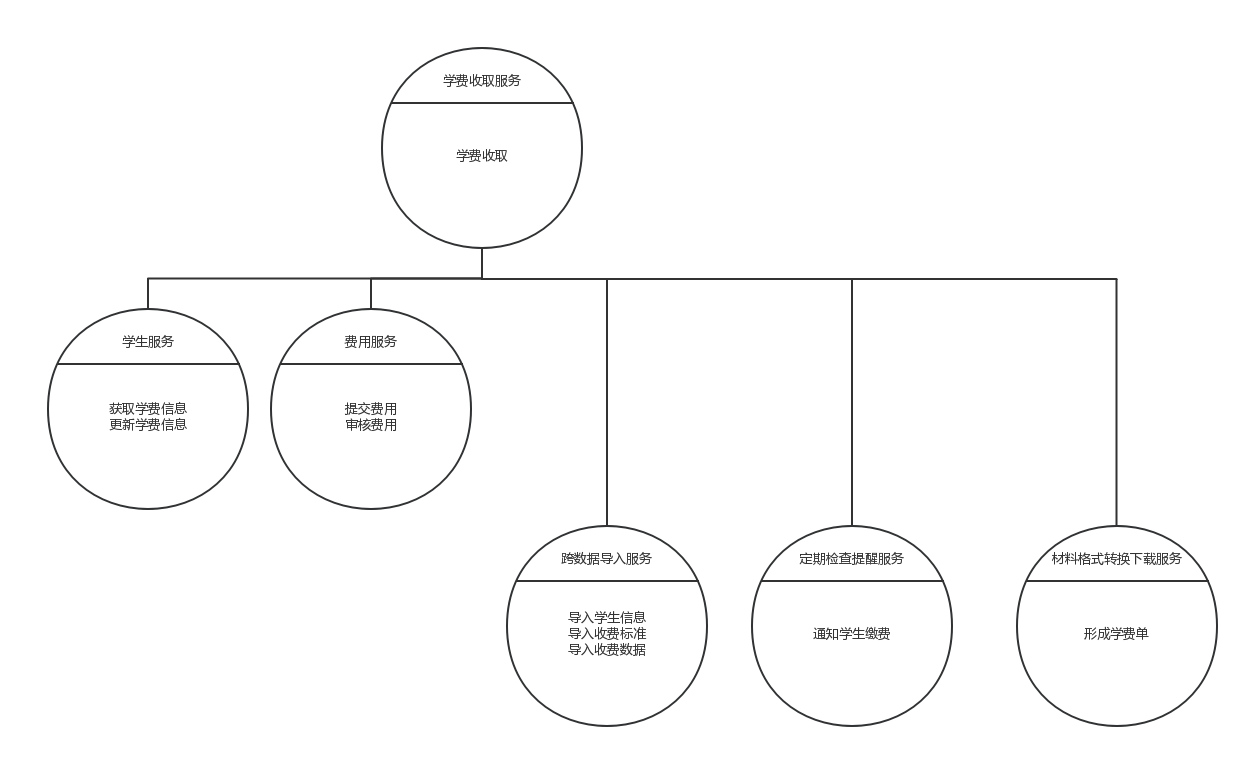 学费收取服务
学费收取
学生服务
获取学费信息
更新学费信息
费用服务
提交费用
审核费用
跨数据导入服务
导入学生信息
导入收费标准
导入收费数据
定期检查提醒服务
通知学生缴费
材料格式转换下载服务
形成学费单